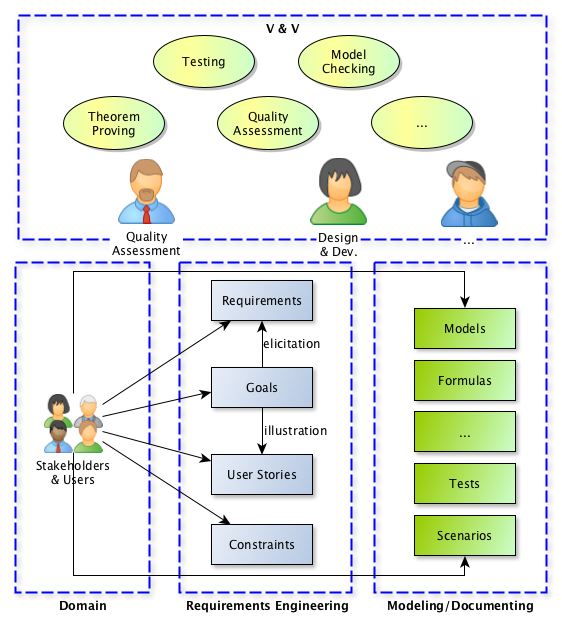 V & V
Testing
Model
Checking
Theorem
Proving
Quality
Assessment
...
Quality
Assessment
Design
& Dev.
...
Requirements
elicitation
Goals
illustration
User Stories
Constraints
Stakeholders
& Users
Models
Formulas
...
Tests
Scenarios
Domain
Requirements Engineering
Modeling/Documenting